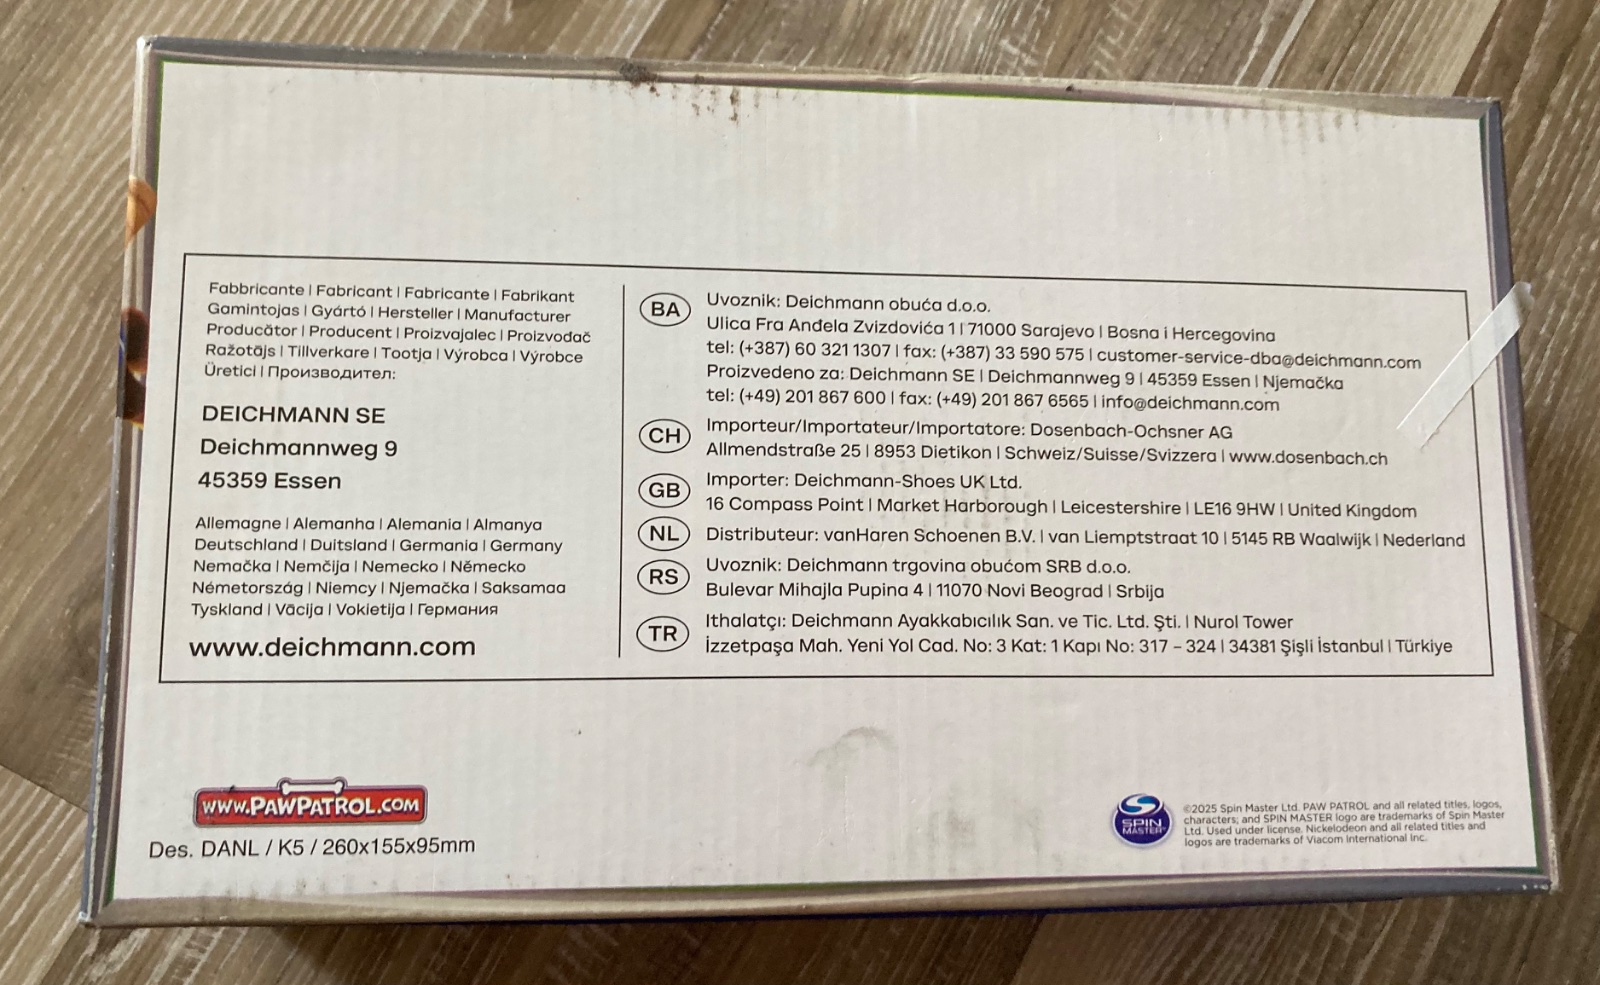 Fabbricante | Fabricant | Fabricante | Fabrikant
Gamintojas | Gyártó | Hersteller | Manufacturer
Producător | Producent | Proizvajalec | Proizvođač
Ražotājs | Tillverkare | Tootja | Výrobca | Výrobce
Üretici | Производитель:
DEICHMANN SE
Deichmannweg 9
45359 Essen
Allemagne | Alemanha | Alemania | Almanya
Deutschland | Duitsland | Germania | Germany
Nemačka | Nemčija | Nemecko | Německo
Németország | Niemcy | Njemačka | Saksamaa
Tyskland | Vācija | Vokietija | Германия
www.deichmann.com
BA
Uvoznik: Deichmann obuća d.o.o.
Ulica Fra Anđela Zvizdovića 1 | 71000 Sarajevo | Bosna i Hercegovina
tel: (+387) 60 321 1307 | fax: (+387) 33 590 575 | customer-service-dba@deichmann.com
Proizvedeno za: Deichmann SE | Deichmannweg 9 | 45359 Essen | Njemačka
tel: (+49) 201 867 600 | fax: (+49) 201 867 6565 | info@deichmann.com
CH
Importeur/Importateur/Importatore: Dosenbach-Ochsner AG
Allmendstraße 25 | 8953 Dietikon | Schweiz/Suisse/Svizzera | www.dosenbach.ch
GB
Importer: Deichmann-Shoes UK Ltd.
16 Compass Point | Market Harborough | Leicestershire | LE16 9HW | United Kingdom
NL
Distributeur: vanHaren Schoenen B.V. | van Liemptstraat 10 | 5145 RB Waalwijk | Nederland
RS
Uvoznik: Deichmann trgovina obućom SRB d.o.o.
Bulevar Mihajla Pupina 4 | 11070 Novi Beograd | Srbija
TR
Ithalatçı: Deichmann Ayakkabıcılık San. ve Tic. Ltd. Şti. | Nurol Tower
İzzetpaşa Mah. Yeni Yol Cad. No: 3 Kat: 1 Kapı No: 317 – 324 | 34381 Şişli İstanbul | Türkiye
www.PAWPATROL.COM
Des. DANL / K5 / 260x155x95mm
SPIN
MASTER
©2025 Spin Master Ltd. PAW PATROL and all related titles, logos,
characters; and SPIN MASTER logo are trademarks of Spin Master
Ltd. Used under license. Nickelodeon and all related titles and
logos are trademarks of Viacom International Inc.